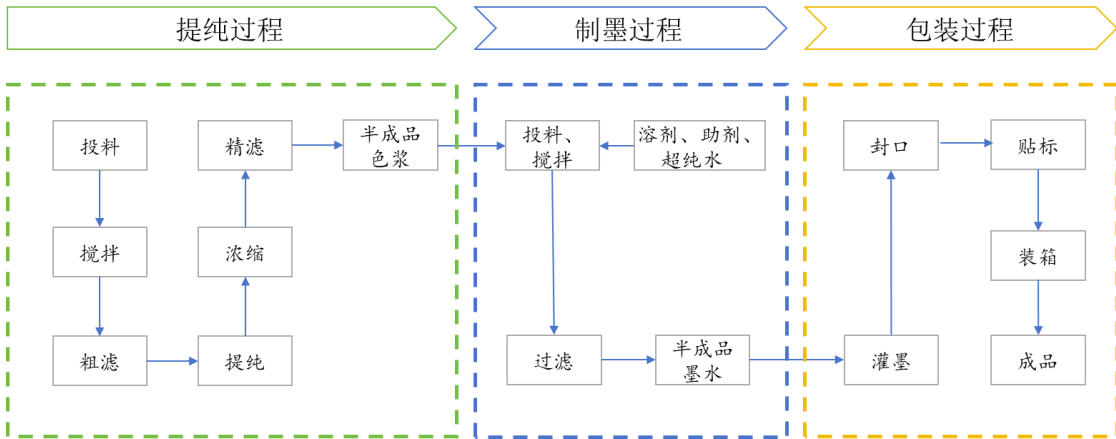 提纯过程
制墨过程
包装过程
投料
搅拌
粗滤
提纯
浓缩
精滤
半成品
色浆
投料、
搅拌
溶剂、助剂、
超纯水
过滤
半成品
墨水
灌墨
封口
贴标
装箱
成品